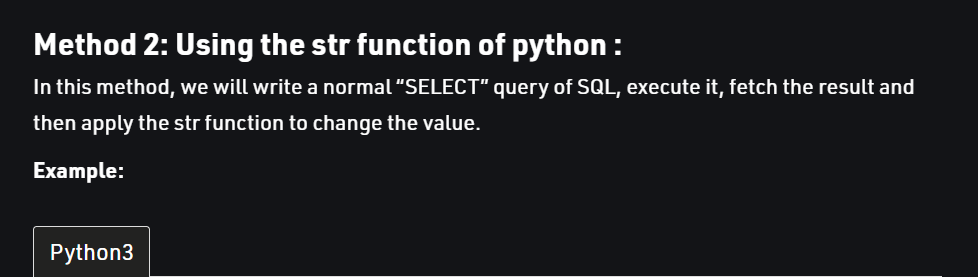 Method 2: Using the str function of python :
In this method, we will write a normal “SELECT” query of SQL, execute it, fetch the result and
then apply the str function to change the value.
Example:
Python3